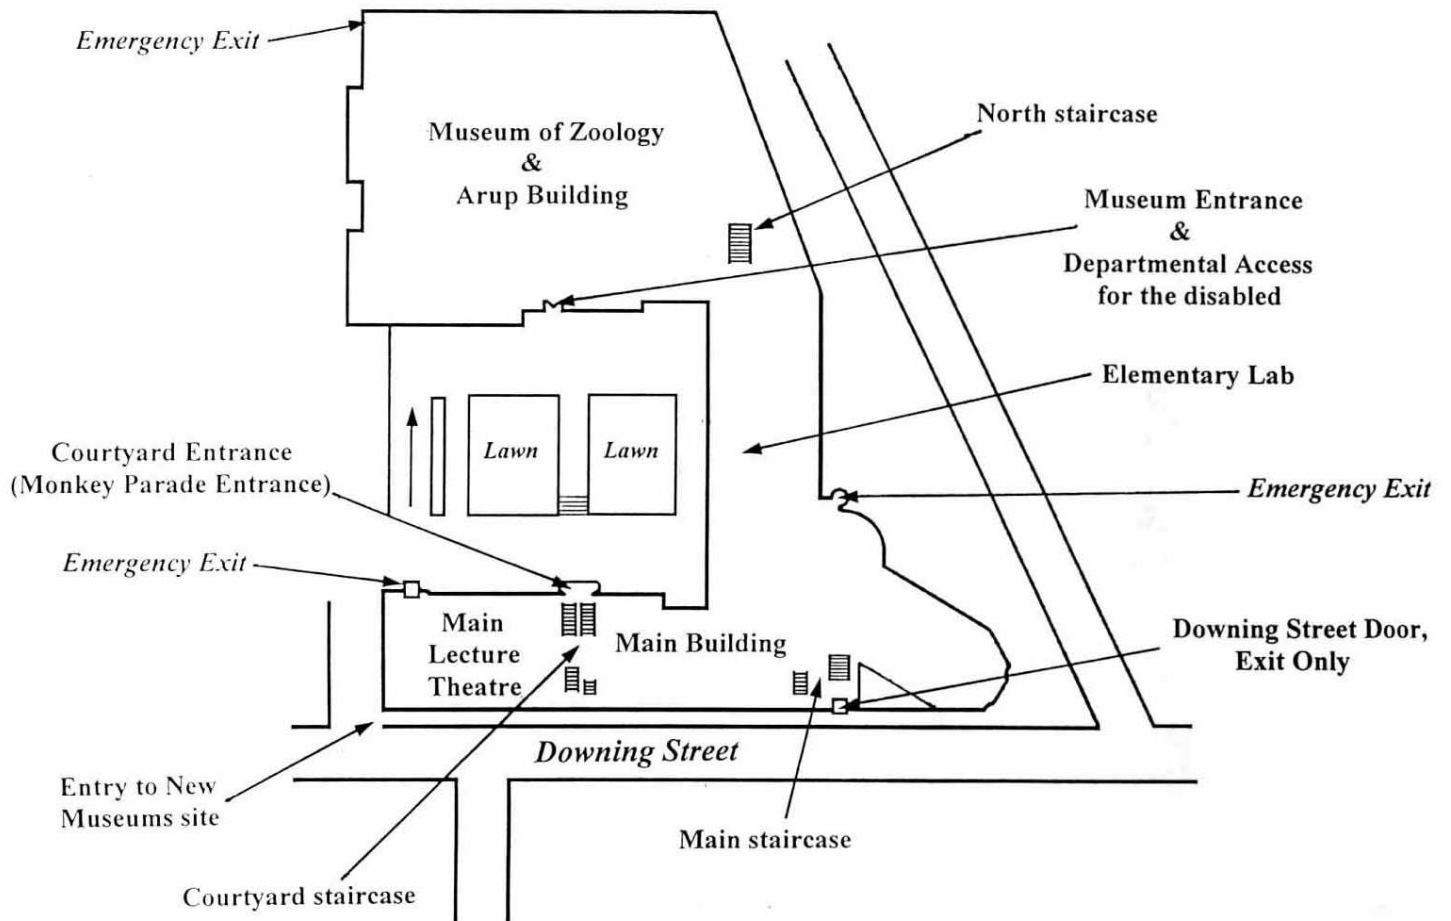 Emergency Exit
Museum of Zoology
&
Arup Building
North staircase
Museum Entrance
&
Departmental Access
for the disabled
Elementary Lab
Lawn
Lawn
Courtyard Entrance
(Monkey Parade Entrance)
Emergency Exit
Emergency Exit
Main
Lecture
Theatre
Main Building
Downing Street Door,
Exit Only
Downing Street
Entry to New
Museums site
Main staircase
Courtyard staircase